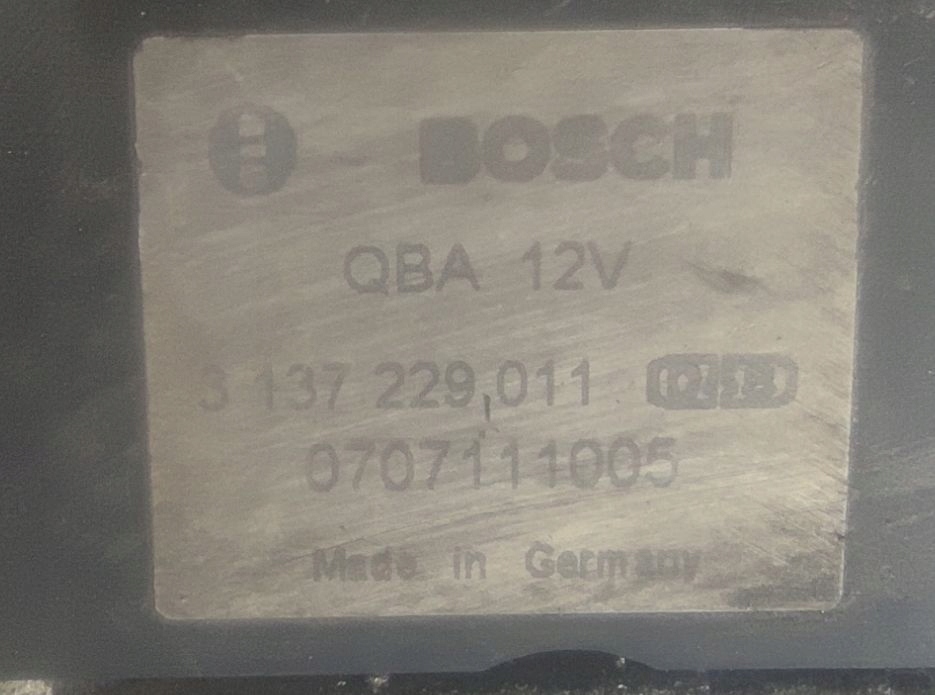 BOSCH
QBA 12V
3 137 229 011
0707111005
Made in Germany